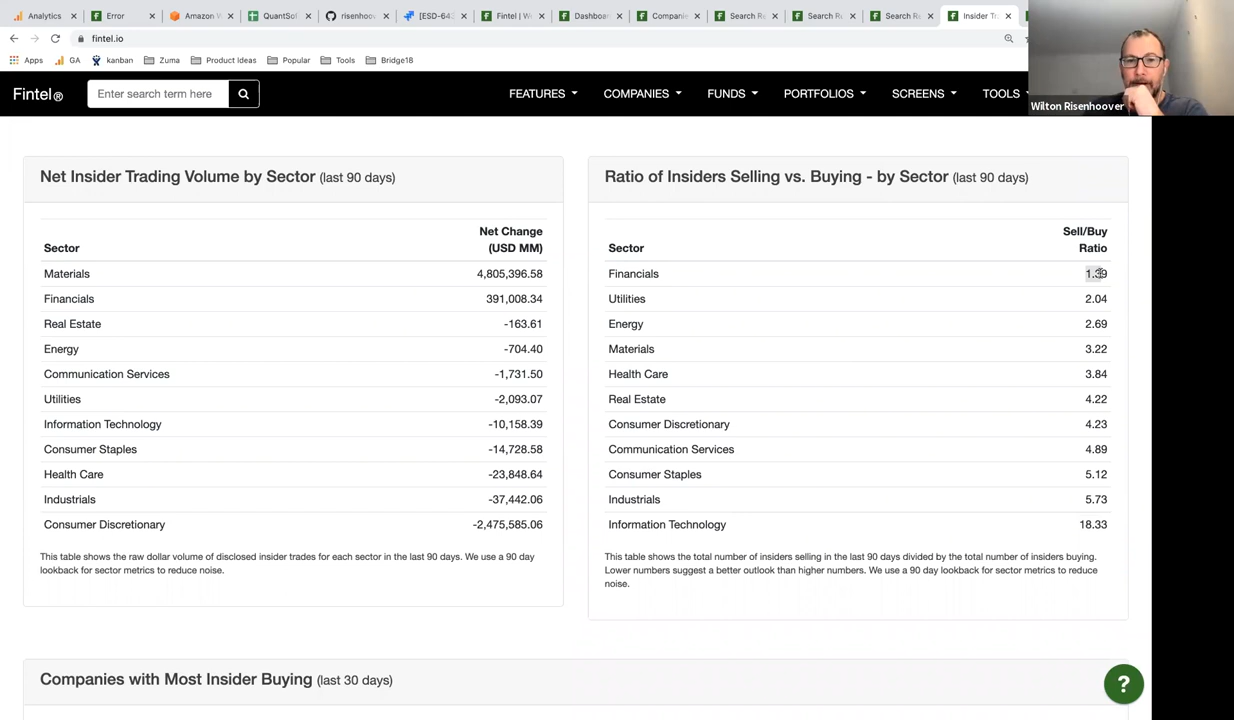 Analytics
Error
Amazon W
QuantSof
risenhoov
[ESD-643
Fintel | W
Dashboar
Companie
Search Re
Search Re
Search Re
Insider Tr
fintel.io
Apps
GA
kanban
Zuma
Product Ideas
Popular
Tools
Bridge18
Fintel®
Enter search term here
FEATURES
COMPANIES
FUNDS
PORTFOLIOS
SCREENS
TOOLS
Wilton Risenhoover
Net Insider Trading Volume by Sector (last 90 days)
Sector Net Change (USD MM)
Materials 4,805,396.58
Financials 391,008.34
Real Estate -163.61
Energy -704.40
Communication Services -1,731.50
Utilities -2,093.07
Information Technology -10,158.39
Consumer Staples -14,728.58
Health Care -23,848.64
Industrials -37,442.06
Consumer Discretionary -2,475,585.06
This table shows the raw dollar volume of disclosed insider trades for each sector in the last 90 days. We use a 90 day
lookback for sector metrics to reduce noise.
Ratio of Insiders Selling vs. Buying - by Sector (last 90 days)
Sector Sell/Buy Ratio
Financials 1.39
Utilities 2.04
Energy 2.69
Materials 3.22
Health Care 3.84
Real Estate 4.22
Consumer Discretionary 4.23
Communication Services 4.89
Consumer Staples 5.12
Industrials 5.73
Information Technology 18.33
This table shows the total number of insiders selling in the last 90 days divided by the total number of insiders buying.
Lower numbers suggest a better outlook than higher numbers. We use a 90 day lookback for sector metrics to reduce
noise.
Companies with Most Insider Buying (last 30 days)
?